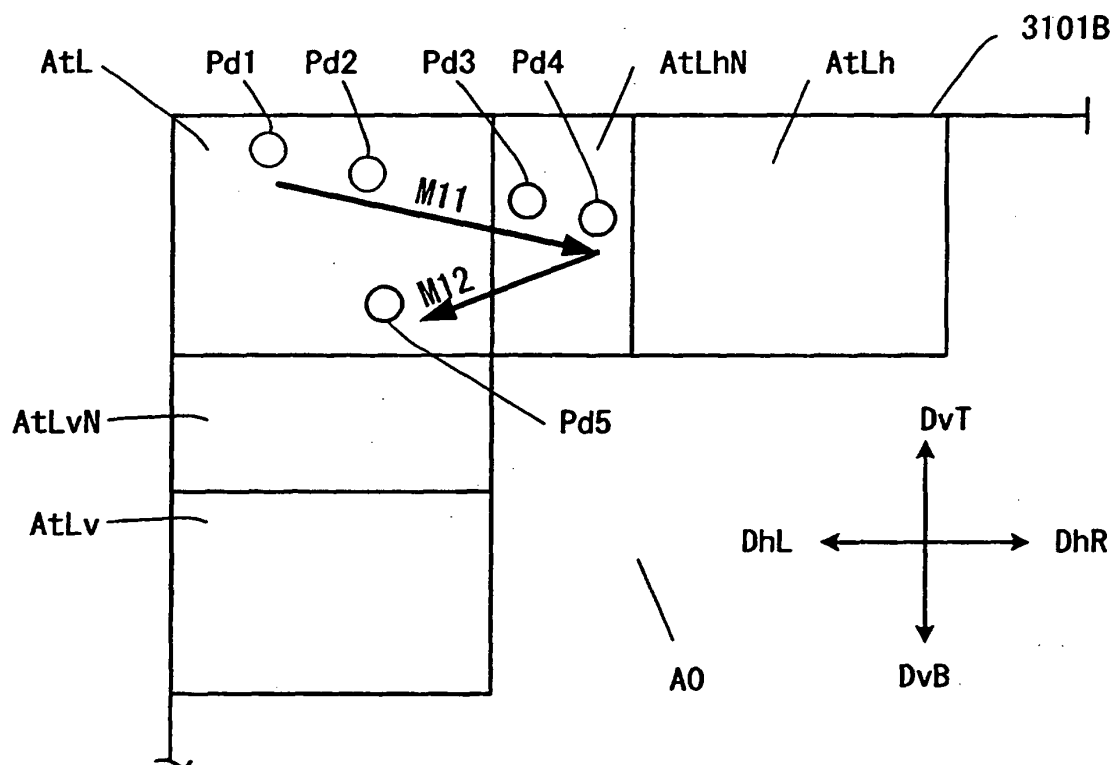 3101B
AtL Pd1 Pd2 Pd3 Pd4 AtLhN AtLh
M11
M12
AtLvN Pd5 DvT
AtLv
DhL DhR
A0 DvB